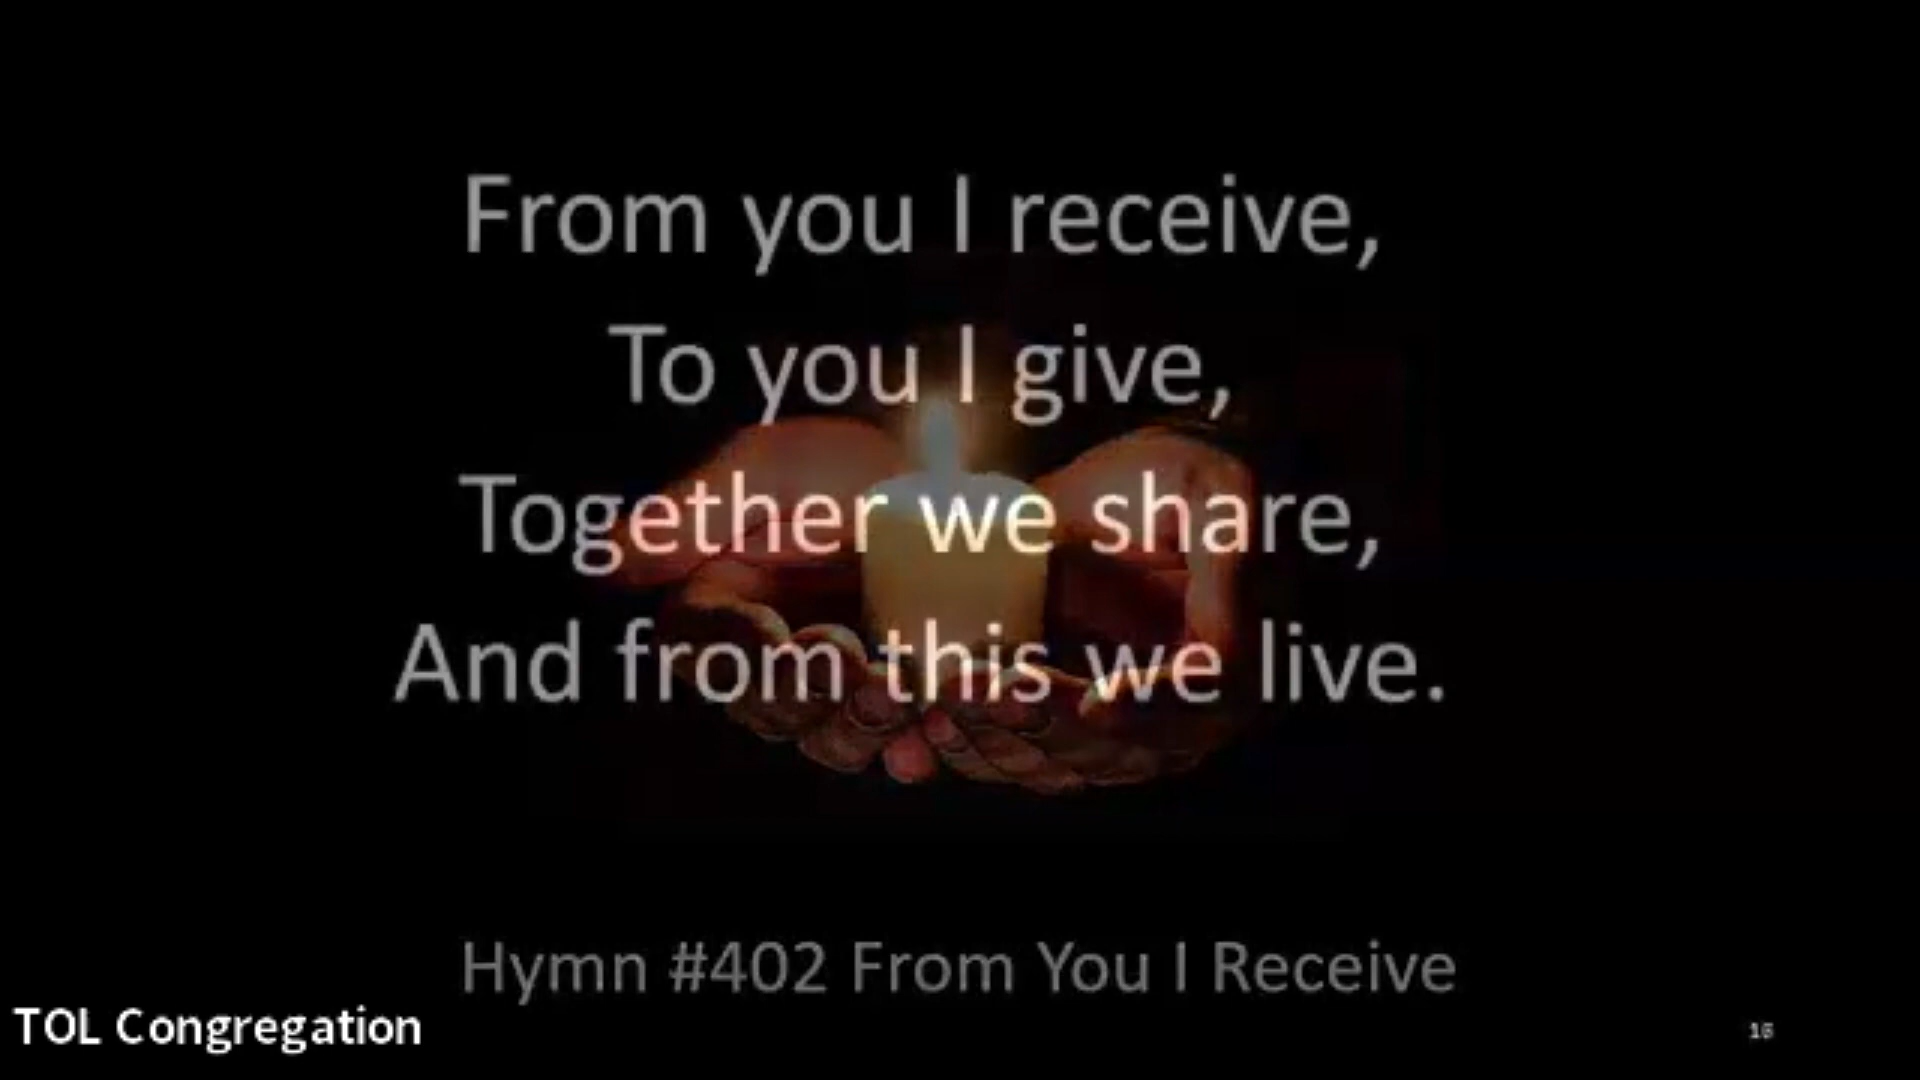 From you I receive,
To you I give,
Together we share,
And from this we live.
Hymn #402 From You I Receive
TOL Congregation